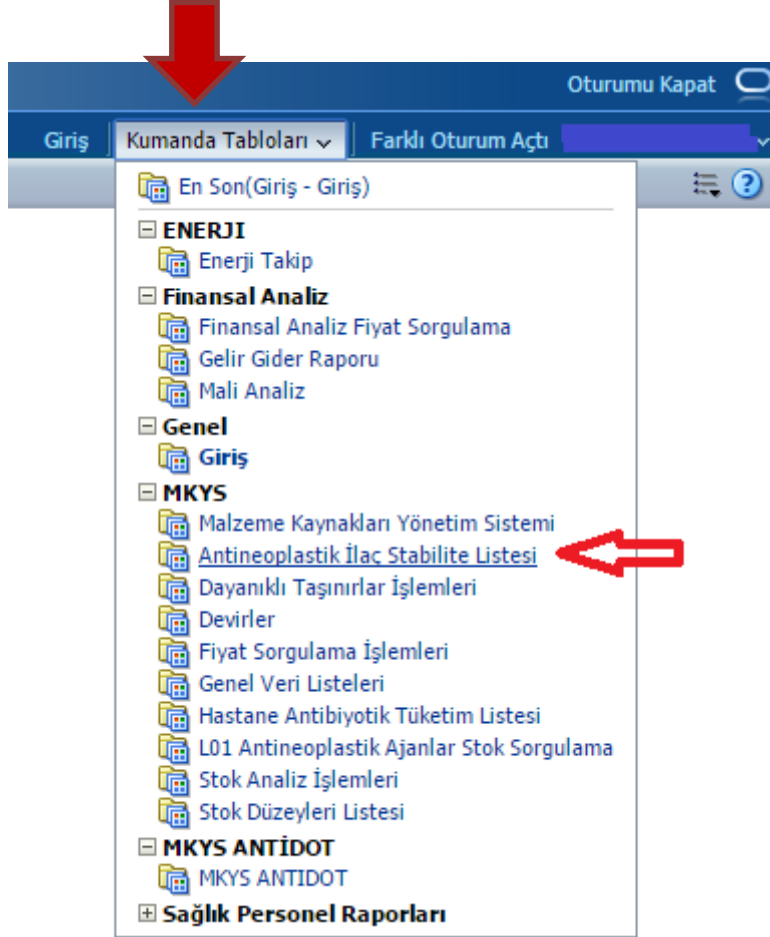 Oturumu Kapat
Giriş Kumanda Tabloları Farklı Oturum Açtı
En Son(Giriş - Giriş)
ENERJI
Enerji Takip
Finansal Analiz
Finansal Analiz Fiyat Sorgulama
Gelir Gider Raporu
Mali Analiz
Genel
Giriş
MKYS
Malzeme Kaynakları Yönetim Sistemi
Antineoplastik İlaç Stabilite Listesi
Dayanıklı Taşınırlar İşlemleri
Devirler
Fiyat Sorgulama İşlemleri
Genel Veri Listeleri
Hastane Antibiyotik Tüketim Listesi
L01 Antineoplastik Ajanlar Stok Sorgulama
Stok Analiz İşlemleri
Stok Düzeyleri Listesi
MKYS ANTİDOT
MKYS ANTIDOT
Sağlık Personel Raporları